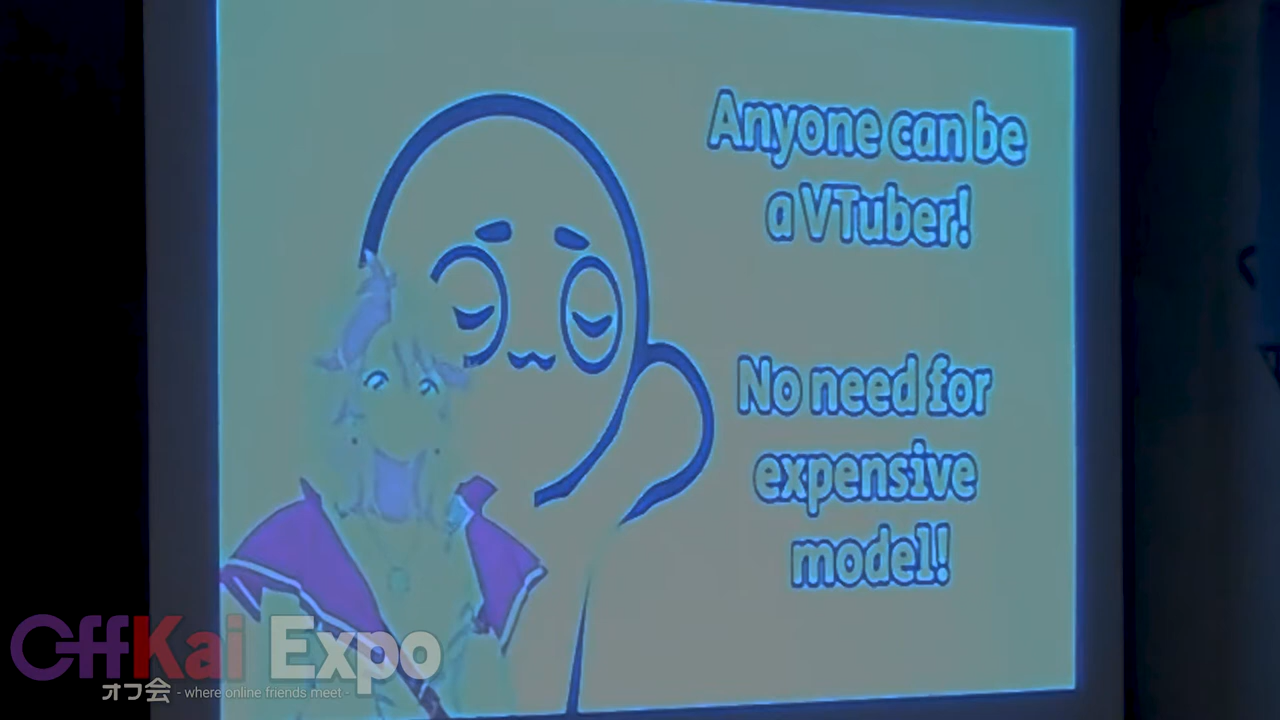 Anyone can be
a VTuber!
No need for
expensive
model!
OffKai Expo
オフ会 - where online friends meet -